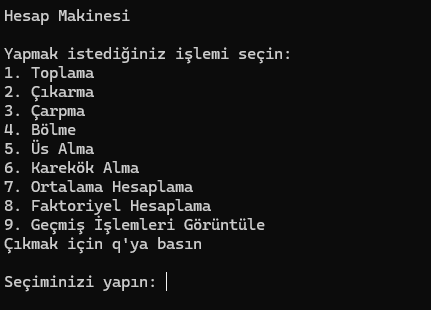 Hesap Makinesi
Yapmak istediğiniz işlemi seçin:
1. Toplama
2. Çıkarma
3. Çarpma
4. Bölme
5. Üs Alma
6. Karekök Alma
7. Ortalama Hesaplama
8. Faktoriyel Hesaplama
9. Geçmiş İşlemleri Görüntüle
Çıkmak için q'ya basın
Seçiminizi yapın: